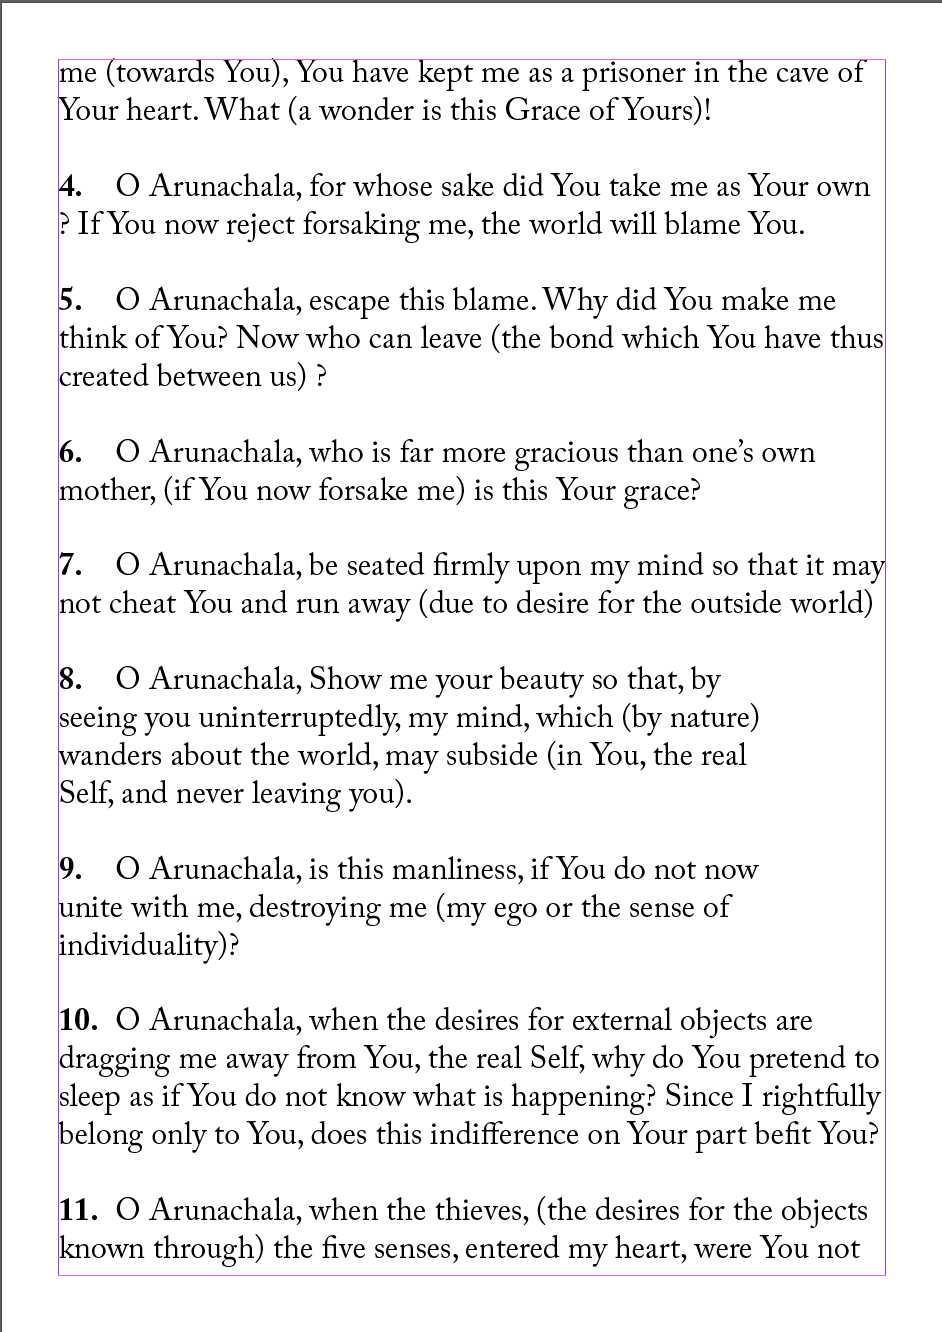 me (towards You), You have kept me as a prisoner in the cave of
Your heart. What (a wonder is this Grace of Yours)!
4. O Arunachala, for whose sake did You take me as Your own
? If You now reject forsaking me, the world will blame You.
5. O Arunachala, escape this blame. Why did You make me
think of You? Now who can leave (the bond which You have thus
created between us) ?
6. O Arunachala, who is far more gracious than one’s own
mother, (if You now forsake me) is this Your grace?
7. O Arunachala, be seated firmly upon my mind so that it may
not cheat You and run away (due to desire for the outside world)
8. O Arunachala, Show me your beauty so that, by
seeing you uninterruptedly, my mind, which (by nature)
wanders about the world, may subside (in You, the real
Self, and never leaving you).
9. O Arunachala, is this manliness, if You do not now
unite with me, destroying me (my ego or the sense of
individuality)?
10. O Arunachala, when the desires for external objects are
dragging me away from You, the real Self, why do You pretend to
sleep as if You do not know what is happening? Since I rightfully
belong only to You, does this indifference on Your part befit You?
11. O Arunachala, when the thieves, (the desires for the objects
known through) the five senses, entered my heart, were You not